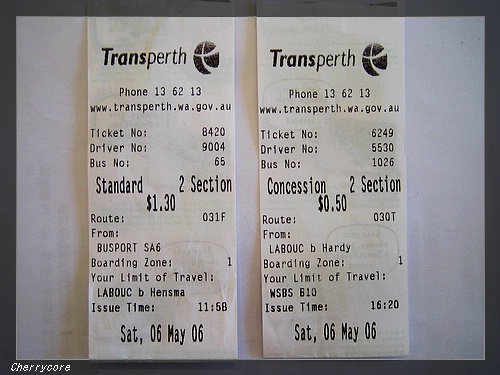 Transperth
Phone 13 62 13
www.transperth.wa.gov.au
Ticket No: 8420
Driver No: 9004
Bus No: 65
Standard 2 Section
$1.30
Route: 031F
From:
BUSPORT SA6
Boarding Zone: 1
Your Limit of Travel:
LABOUC b Hensma
Issue Time: 11:58
Sat, 06 May 06
Transperth
Phone 13 62 13
www.transperth.wa.gov.au
Ticket No: 6249
Driver No: 5530
Bus No: 1026
Concession 2 Section
$0.50
Route: 030T
From:
LABOUC b Hardy
Boarding Zone: 1
Your Limit of Travel:
WSBS B10
Issue Time: 16:20
Sat, 06 May 06
Cherrycore